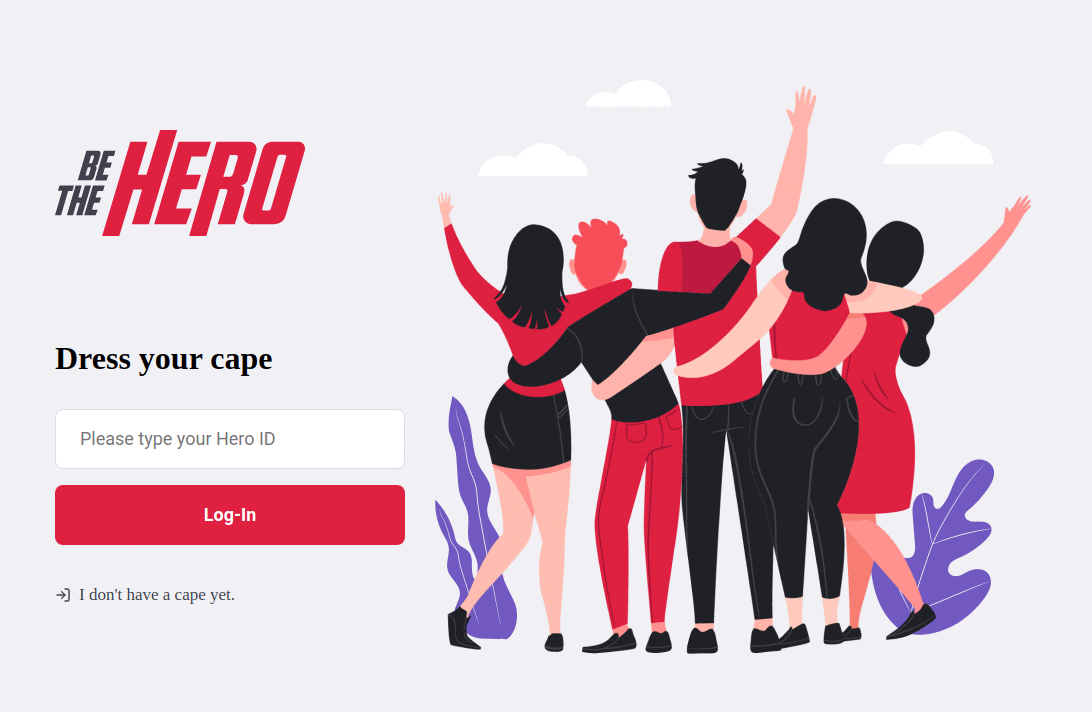 BE
THE HERO
Dress your cape
Please type your Hero ID
Log-In
I don't have a cape yet.